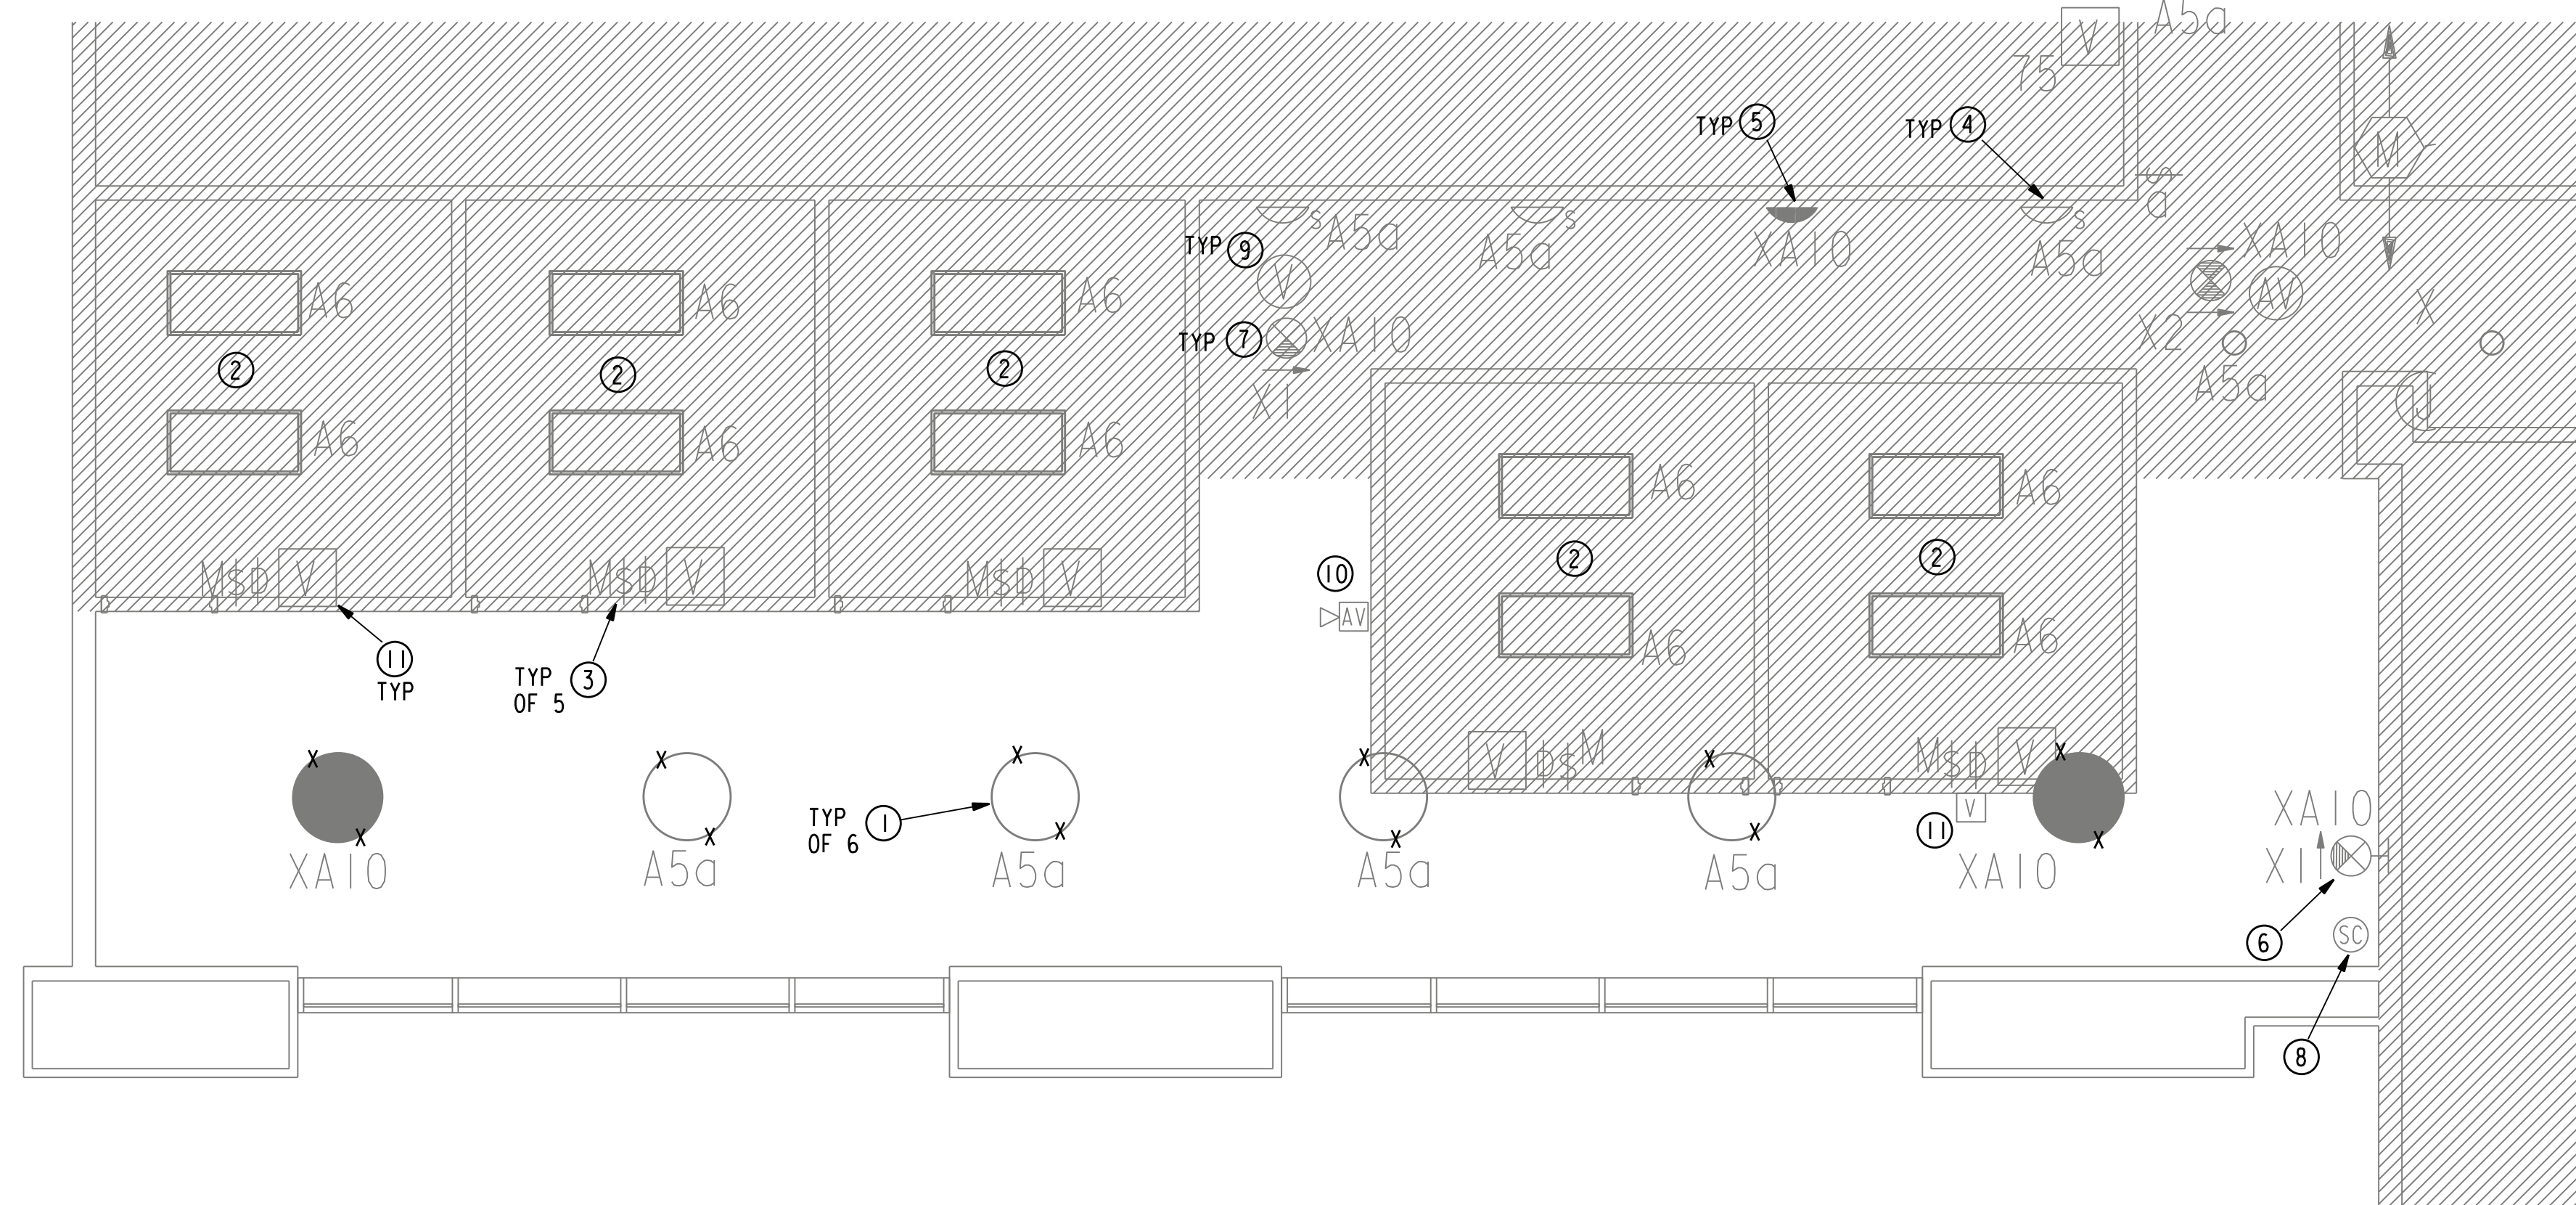 A5a
V
75
TYP 5
TYP 4
M
$
a
S A5a
S
A5a
XA10
S
A5a
XA10
TYP 9
V
AV
A6
A6
A6
X
TYP 7
XA10
X2
2
2
2
X1
A5a
J
A6
A6
A6
A6
A6
M$D V
M$D V
M$D V
10
2
2
AV
A6
A6
11
TYP
TYP
OF 5
3
V D$M
M$D V
X
X
X
X
X
X
TYP
OF 6
1
11
V
XA10
X
X
X
X
X
X
XA10
A5a
A5a
A5a
A5a
XA10
X11
6
SC
8